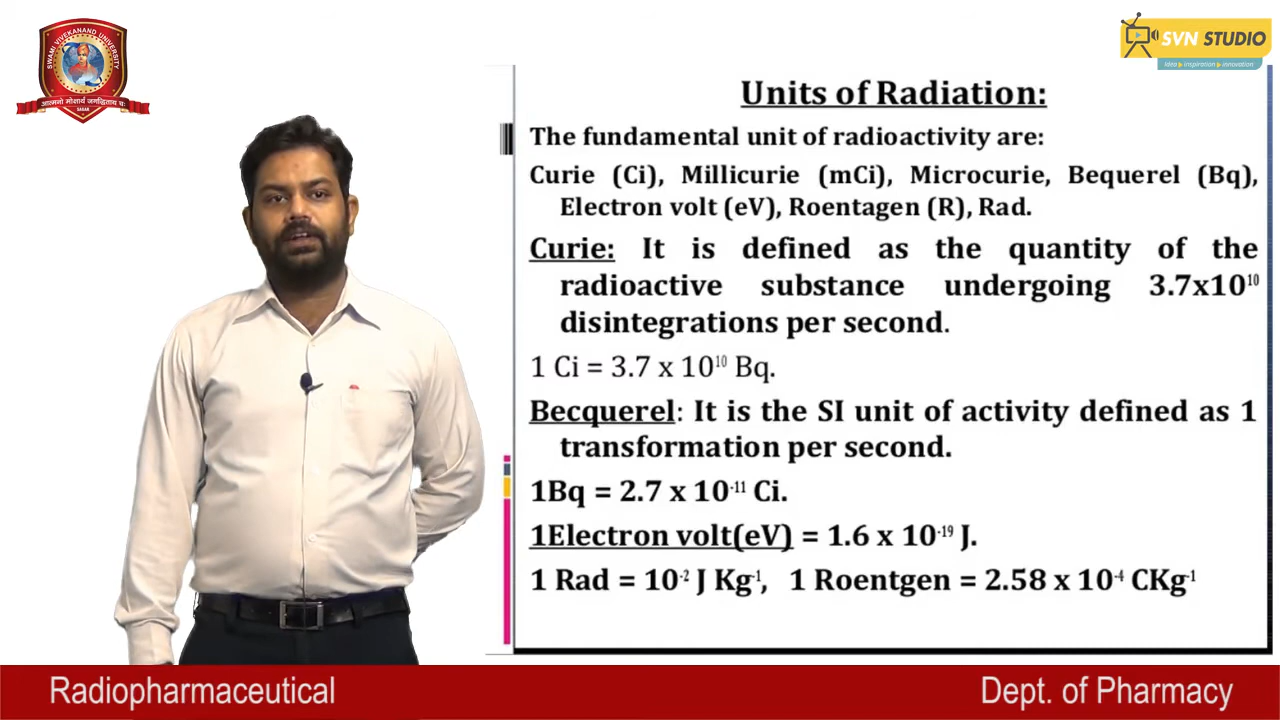 SWAMI VIVEKANAND UNIVERSITY
SAGAR
SVN STUDIO
idea inspiration innovation
Units of Radiation:
The fundamental unit of radioactivity are:
Curie (Ci), Millicurie (mCi), Microcurie, Bequerel (Bq),
Electron volt (eV), Roentagen (R), Rad.
Curie: It is defined as the quantity of the
radioactive substance undergoing 3.7x10¹⁰
disintegrations per second.
1 Ci = 3.7 x 10¹⁰ Bq.
Becquerel: It is the SI unit of activity defined as 1
transformation per second.
1Bq = 2.7 x 10⁻¹¹ Ci.
1Electron volt(eV) = 1.6 x 10⁻¹⁹ J.
1 Rad = 10⁻² J Kg⁻¹, 1 Roentgen = 2.58 x 10⁻⁴ CKg⁻¹
Radiopharmaceutical
Dept. of Pharmacy